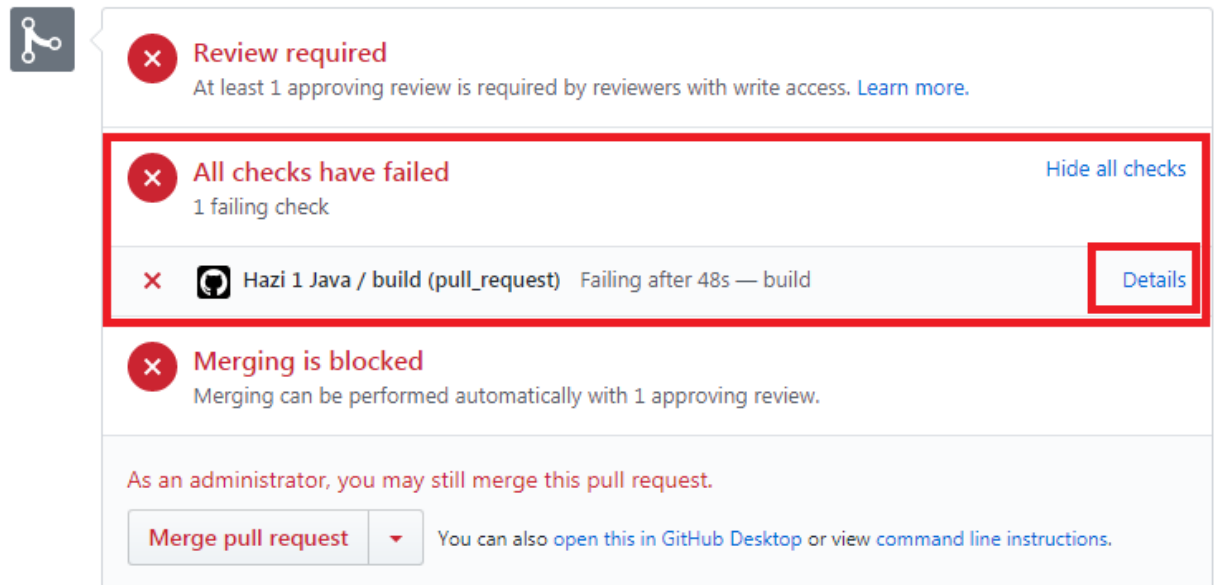 Review required
At least 1 approving review is required by reviewers with write access. Learn more.
All checks have failed
Hide all checks
1 failing check
Hazi 1 Java / build (pull_request) Failing after 48s — build
Details
Merging is blocked
Merging can be performed automatically with 1 approving review.
As an administrator, you may still merge this pull request.
Merge pull request
You can also open this in GitHub Desktop or view command line instructions.